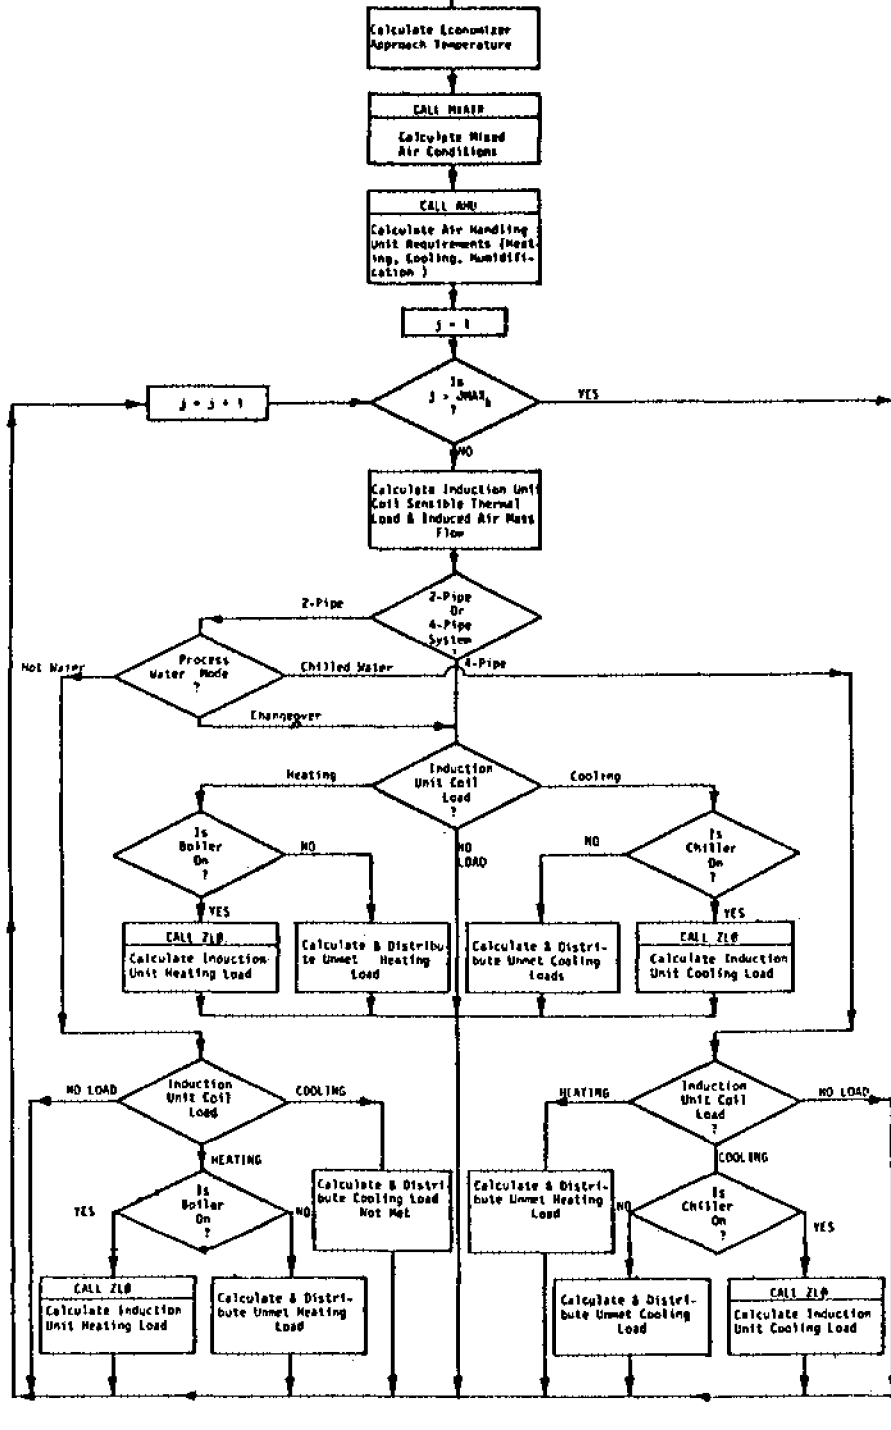 Calculate Economizer
Approach Temperature
CALL MXAIR
Calculate Mixed
Air Conditions
CALL AHU
Calculate Air Handling
Unit Requirements (Heat-
ing, Cooling, Humidifi-
cation )
j = 1
j = j + 1
Is
j > JMAXk
?
YES
NO
Calculate Induction Unit
Coil Sensible Thermal
Load & Induced Air Mass
Flow
2-Pipe
2-Pipe
Or
4-Pipe
System
?
4-Pipe
Hot Water
Process
Water Mode
?
Chilled Water
Changeover
Heating
Induction
Unit Coil
Load
?
Cooling
NO
LOAD
Is
Boiler
On
?
NO
YES
NO
Is
Chiller
On
?
YES
CALL ZLØ
Calculate Induction
Unit Heating Load
Calculate & Distribu-
te Unmet Heating
Load
Calculate & Distri-
bute Unmet Cooling
Loads
CALL ZLØ
Calculate Induction
Unit Cooling Load
NO LOAD
Induction
Unit Coil
Load
COOLING
HEATING
HEATING
Induction
Unit Coil
Load
?
NO LOAD
COOLING
YES
Is
Boiler
On
?
NO
Calculate & Distri-
bute Cooling Load
Not Met
Calculate & Distri-
bute Unmet Heating
Load
NO
Is
Chiller
On
?
YES
CALL ZLØ
Calculate Induction
Unit Heating Load
Calculate & Distri-
bute Unmet Heating
Load
Calculate & Distri-
bute Unmet Cooling
Load
CALL ZLØ
Calculate Induction
Unit Cooling Load